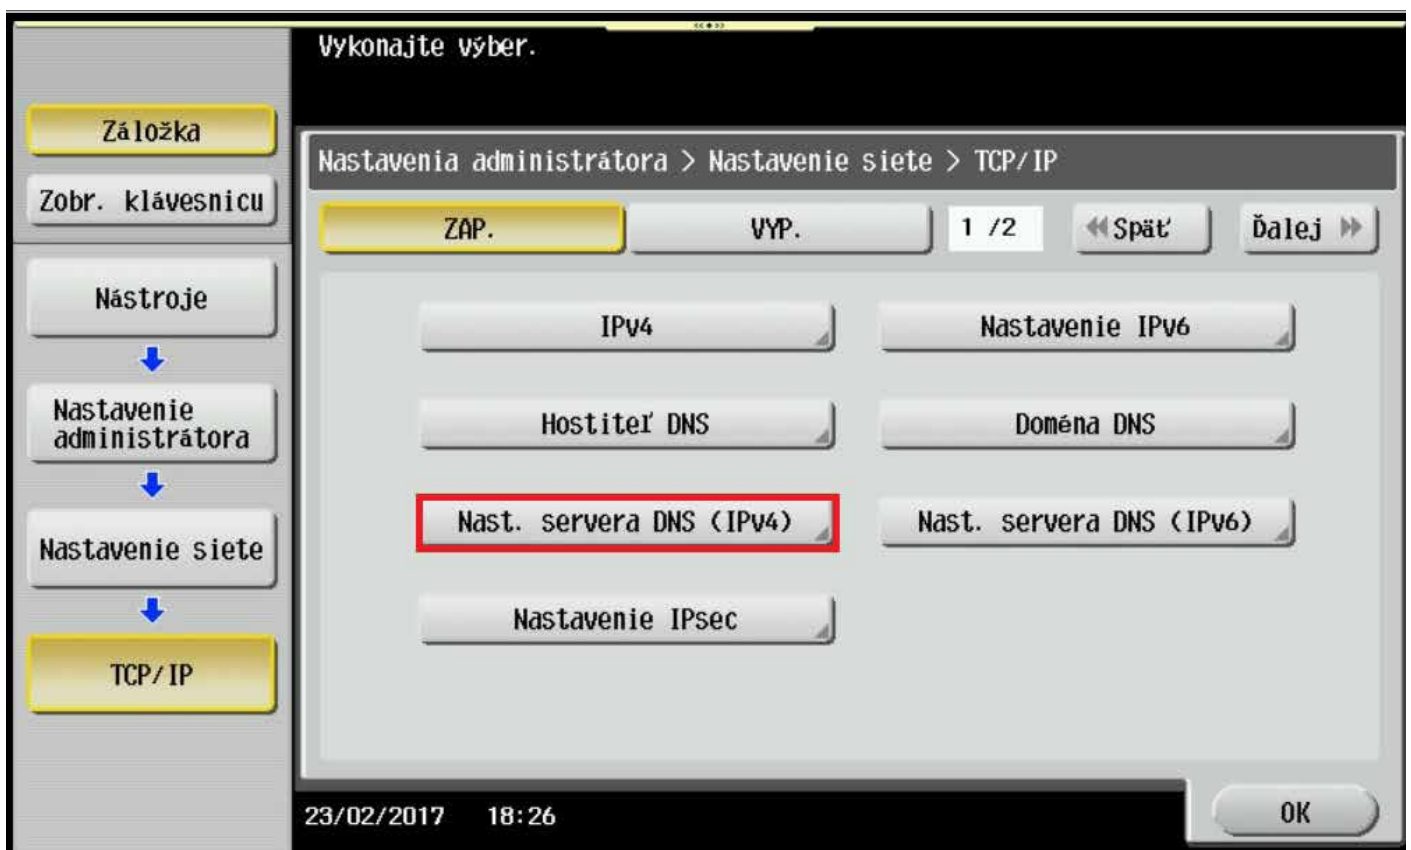 Vykonajte výber.
Záložka
Zobr. klávesnicu
Nástroje
Nastavenie
administrátora
Nastavenie siete
TCP/IP
Nastavenia administrátora > Nastavenie siete > TCP/IP
ZAP.
VYP.
1 /2
Späť
Ďalej
IPv4
Nastavenie IPv6
Hostiteľ DNS
Doména DNS
Nast. servera DNS (IPv4)
Nast. servera DNS (IPv6)
Nastavenie IPsec
23/02/2017 18:26
OK